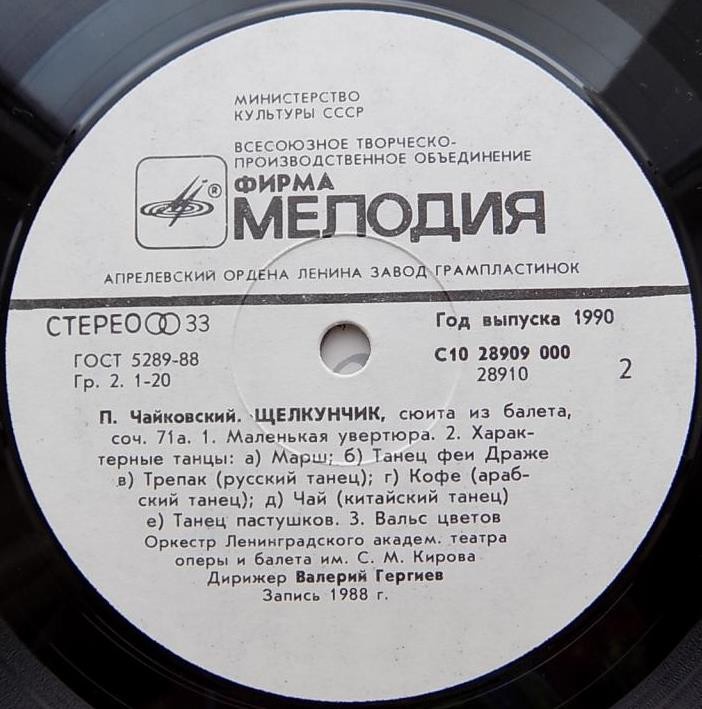 МИНИСТЕРСТВО
КУЛЬТУРЫ СССР
ВСЕСОЮЗНОЕ ТВОРЧЕСКО-
ПРОИЗВОДСТВЕННОЕ ОБЪЕДИНЕНИЕ
®
ФИРМА
МЕЛОДИЯ
АПРЕЛЕВСКИЙ ОРДЕНА ЛЕНИНА ЗАВОД ГРАМПЛАСТИНОК
СТЕРЕО 33
Год выпуска 1990
ГОСТ 5289-88
С10 28909 000
Гр. 2. 1-20
28910
2
П. Чайковский. ЩЕЛКУНЧИК, сюита из балета,
соч. 71а. 1. Маленькая увертюра. 2. Харак-
терные танцы: а) Марш; б) Танец феи Драже
в) Трепак (русский танец); г) Кофе (араб-
ский танец); д) Чай (китайский танец)
е) Танец пастушков. 3. Вальс цветов
Оркестр Ленинградского академ. театра
оперы и балета им. С. М. Кирова
Дирижер Валерий Гергиев
Запись 1988 г.